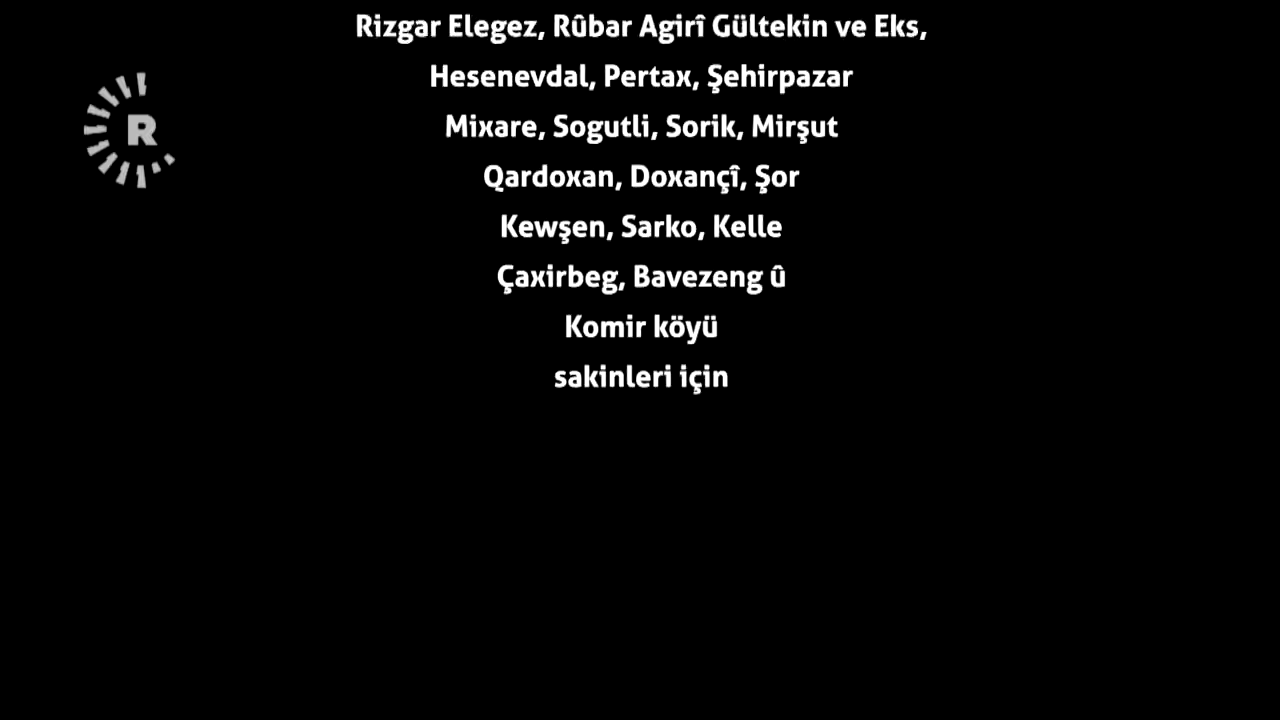 Rizgar Elegez, Rûbar Agirî Gültekin ve Eks,
Hesenevdal, Pertax, Şehirpazar
R
Mixare, Sogutli, Sorik, Mirşut
Qardoxan, Doxançî, Şor
Kewşen, Sarko, Kelle
Çaxirbeg, Bavezeng û
Komir köyü
sakinleri için